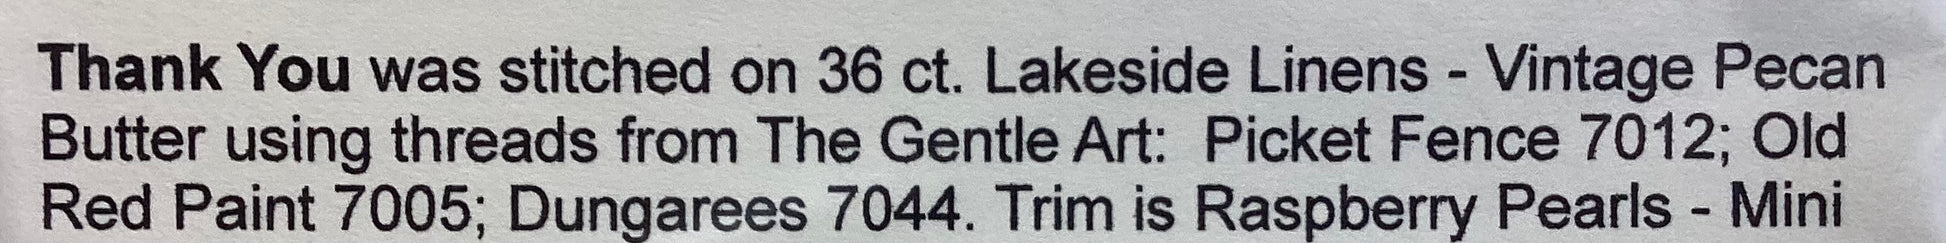 Thank You was stitched on 36 ct. Lakeside Linens - Vintage Pecan
Butter using threads from The Gentle Art:  Picket Fence 7012; Old
Red Paint 7005; Dungarees 7044. Trim is Raspberry Pearls - Mini